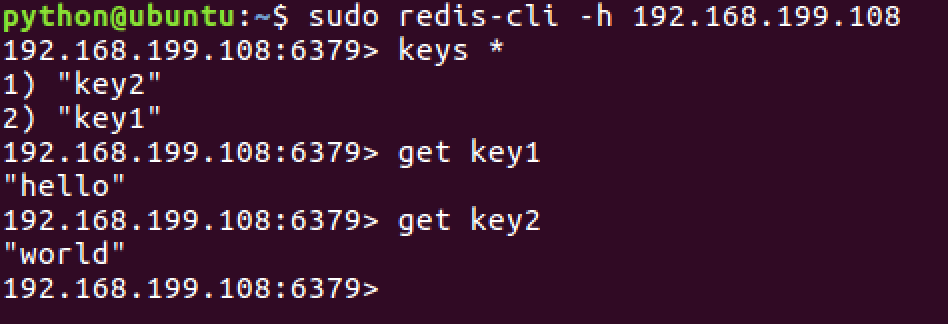 python@ubuntu:~$ sudo redis-cli -h 192.168.199.108
192.168.199.108:6379> keys *
1) "key2"
2) "key1"
192.168.199.108:6379> get key1
"hello"
192.168.199.108:6379> get key2
"world"
192.168.199.108:6379>